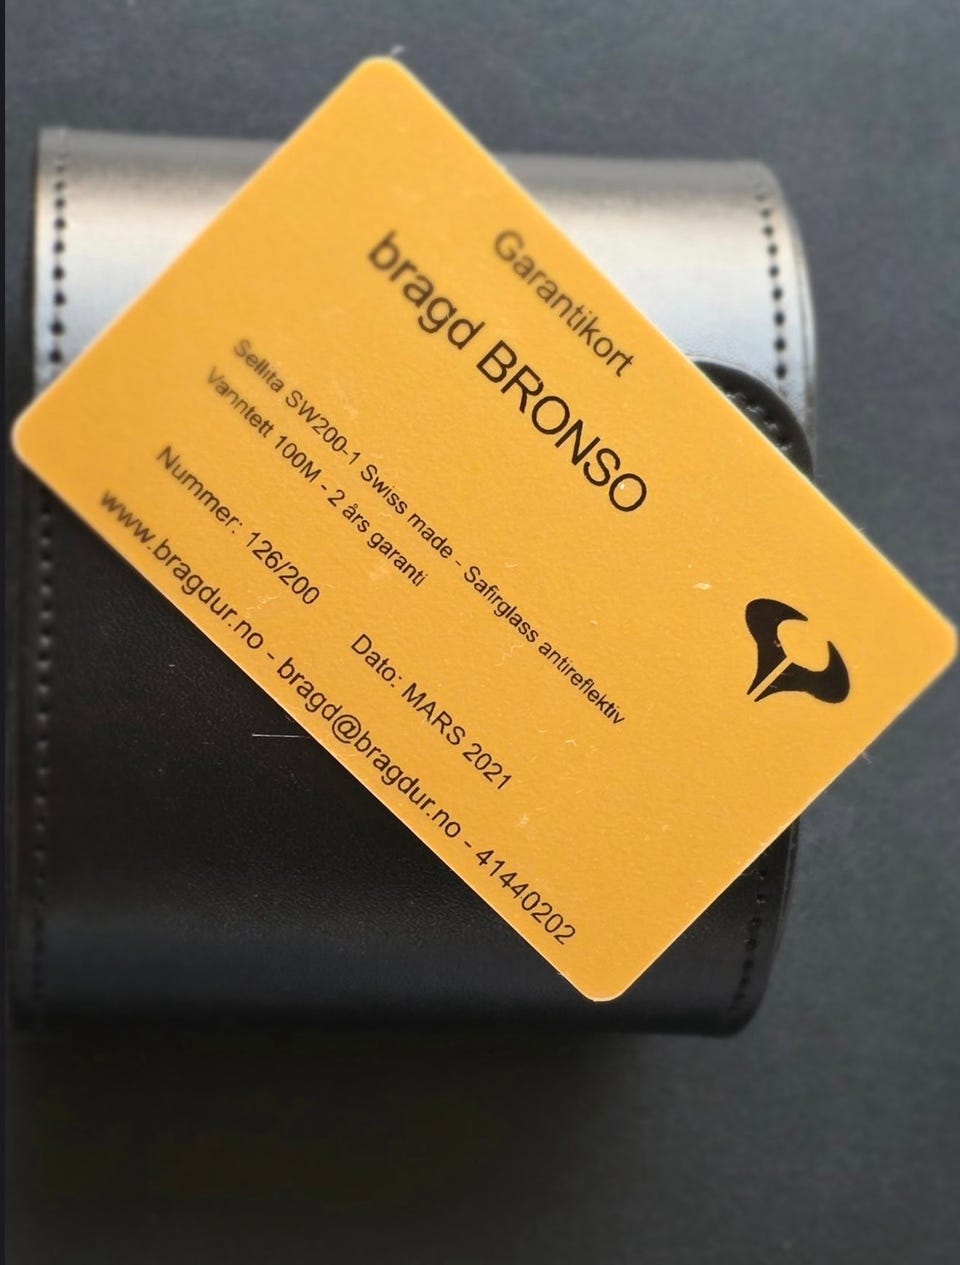 Garantikort
bragd BRONSO
Sellita SW200-1 Swiss made - Safirglass antireflektiv
Vanntett 100M - 2 års garanti
Nummer: 126/200 Dato: MARS 2021
www.bragdur.no - bragd@bragdur.no - 41440202